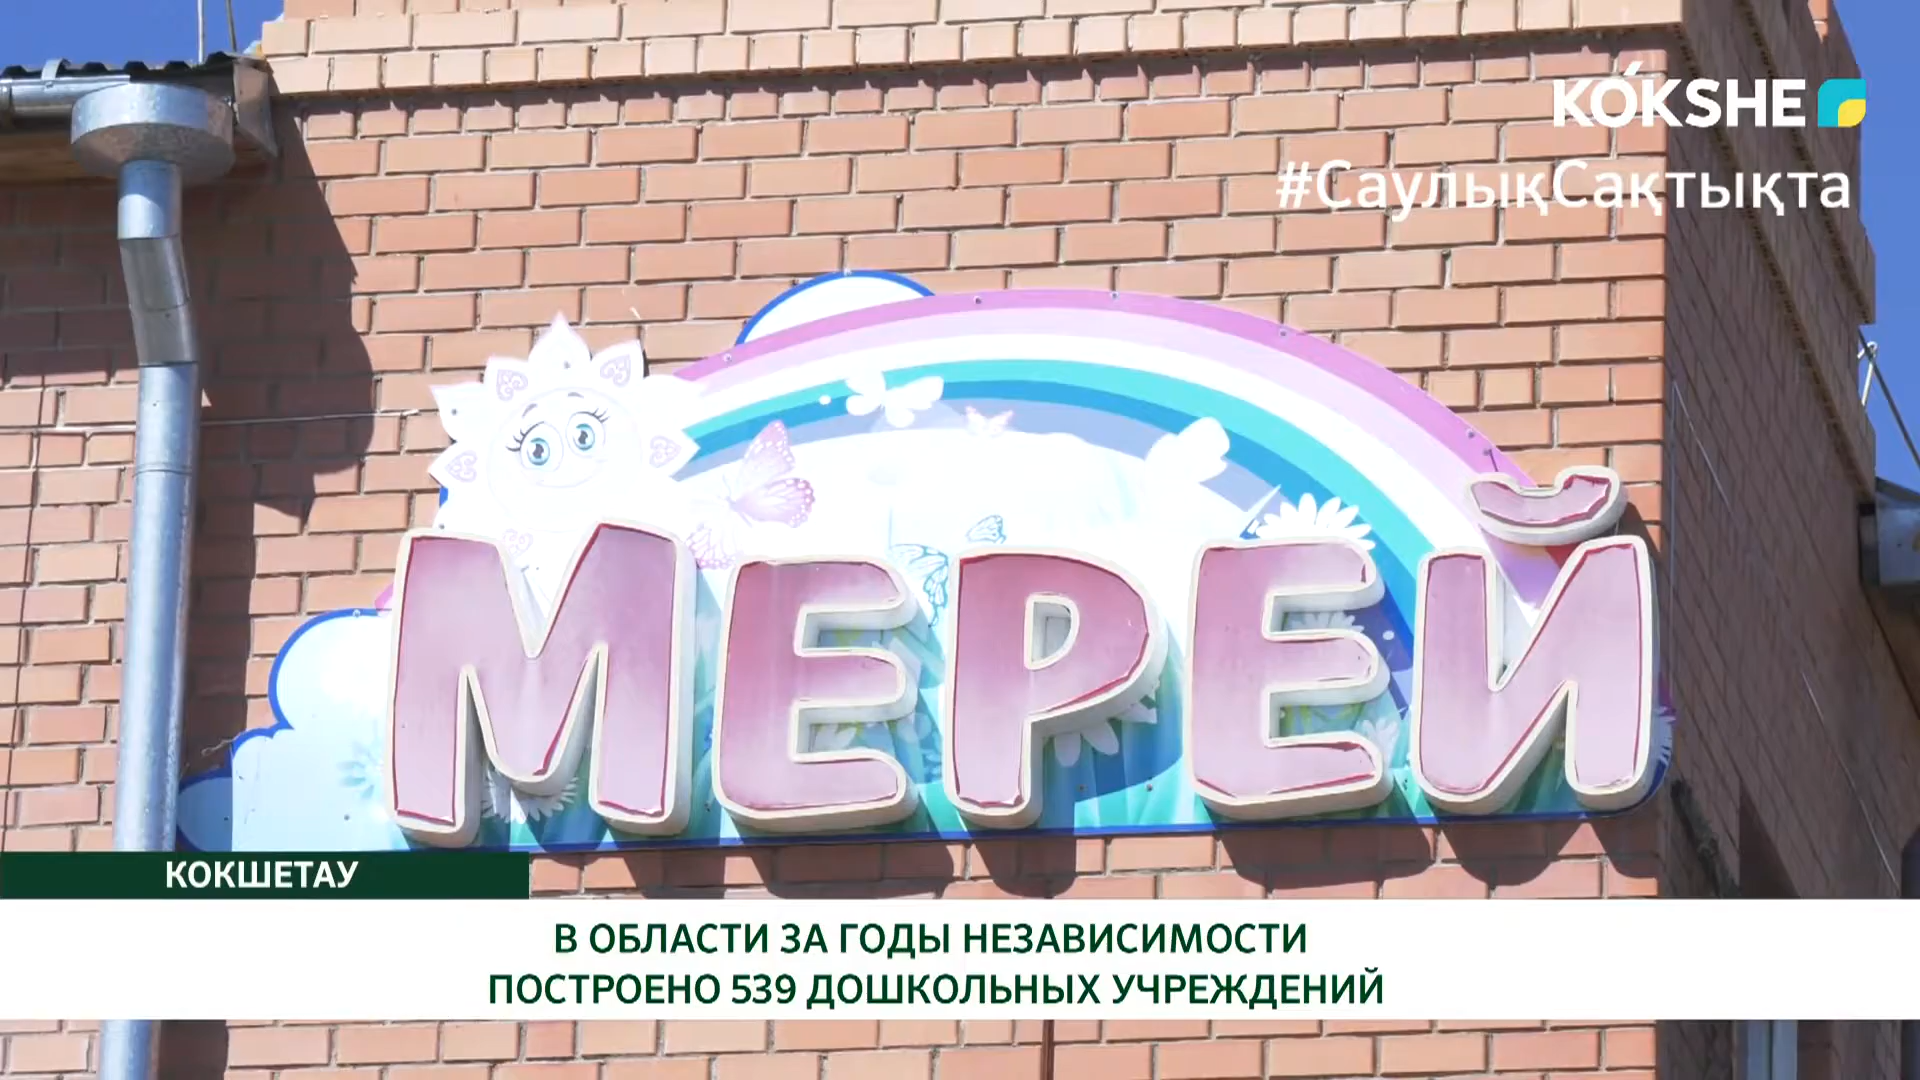 KÓKSHE
#СаулықСақтықта
МЕРЕЙ
КОКШЕТАУ
В ОБЛАСТИ ЗА ГОДЫ НЕЗАВИСИМОСТИ
ПОСТРОЕНО 539 ДОШКОЛЬНЫХ УЧРЕЖДЕНИЙ